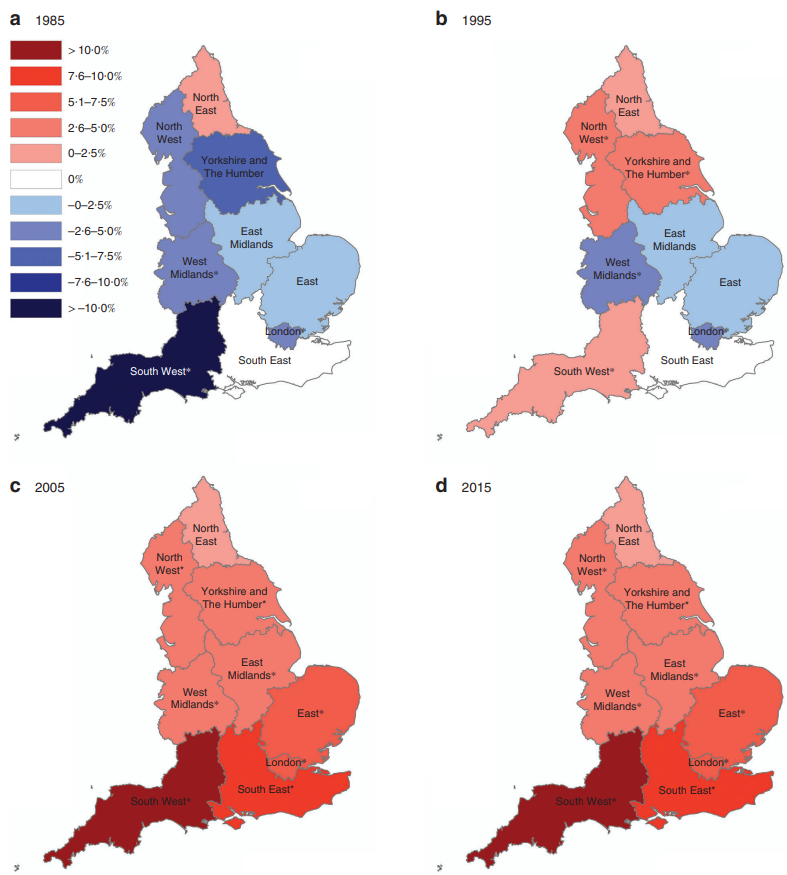 a 1985
> 10·0%
7·6–10·0%
5·1–7·5%
2·6–5·0%
0–2·5%
0%
–0–2·5%
–2·6–5·0%
–5·1–7·5%
–7·6–10·0%
> –10·0%
North
East
North
West
Yorkshire and
The Humber
East
Midlands
West
Midlands*
East
London*
South East
South West*
b 1995
North
East
North
West*
Yorkshire and
The Humber*
East
Midlands
West
Midlands*
East
London*
South East
South West*
c 2005
North
East
North
West*
Yorkshire and
The Humber*
East
Midlands*
West
Midlands*
East*
London*
South East*
South West*
d 2015
North
East
North
West*
Yorkshire and
The Humber*
East
Midlands*
West
Midlands*
East*
London*
South East*
South West*